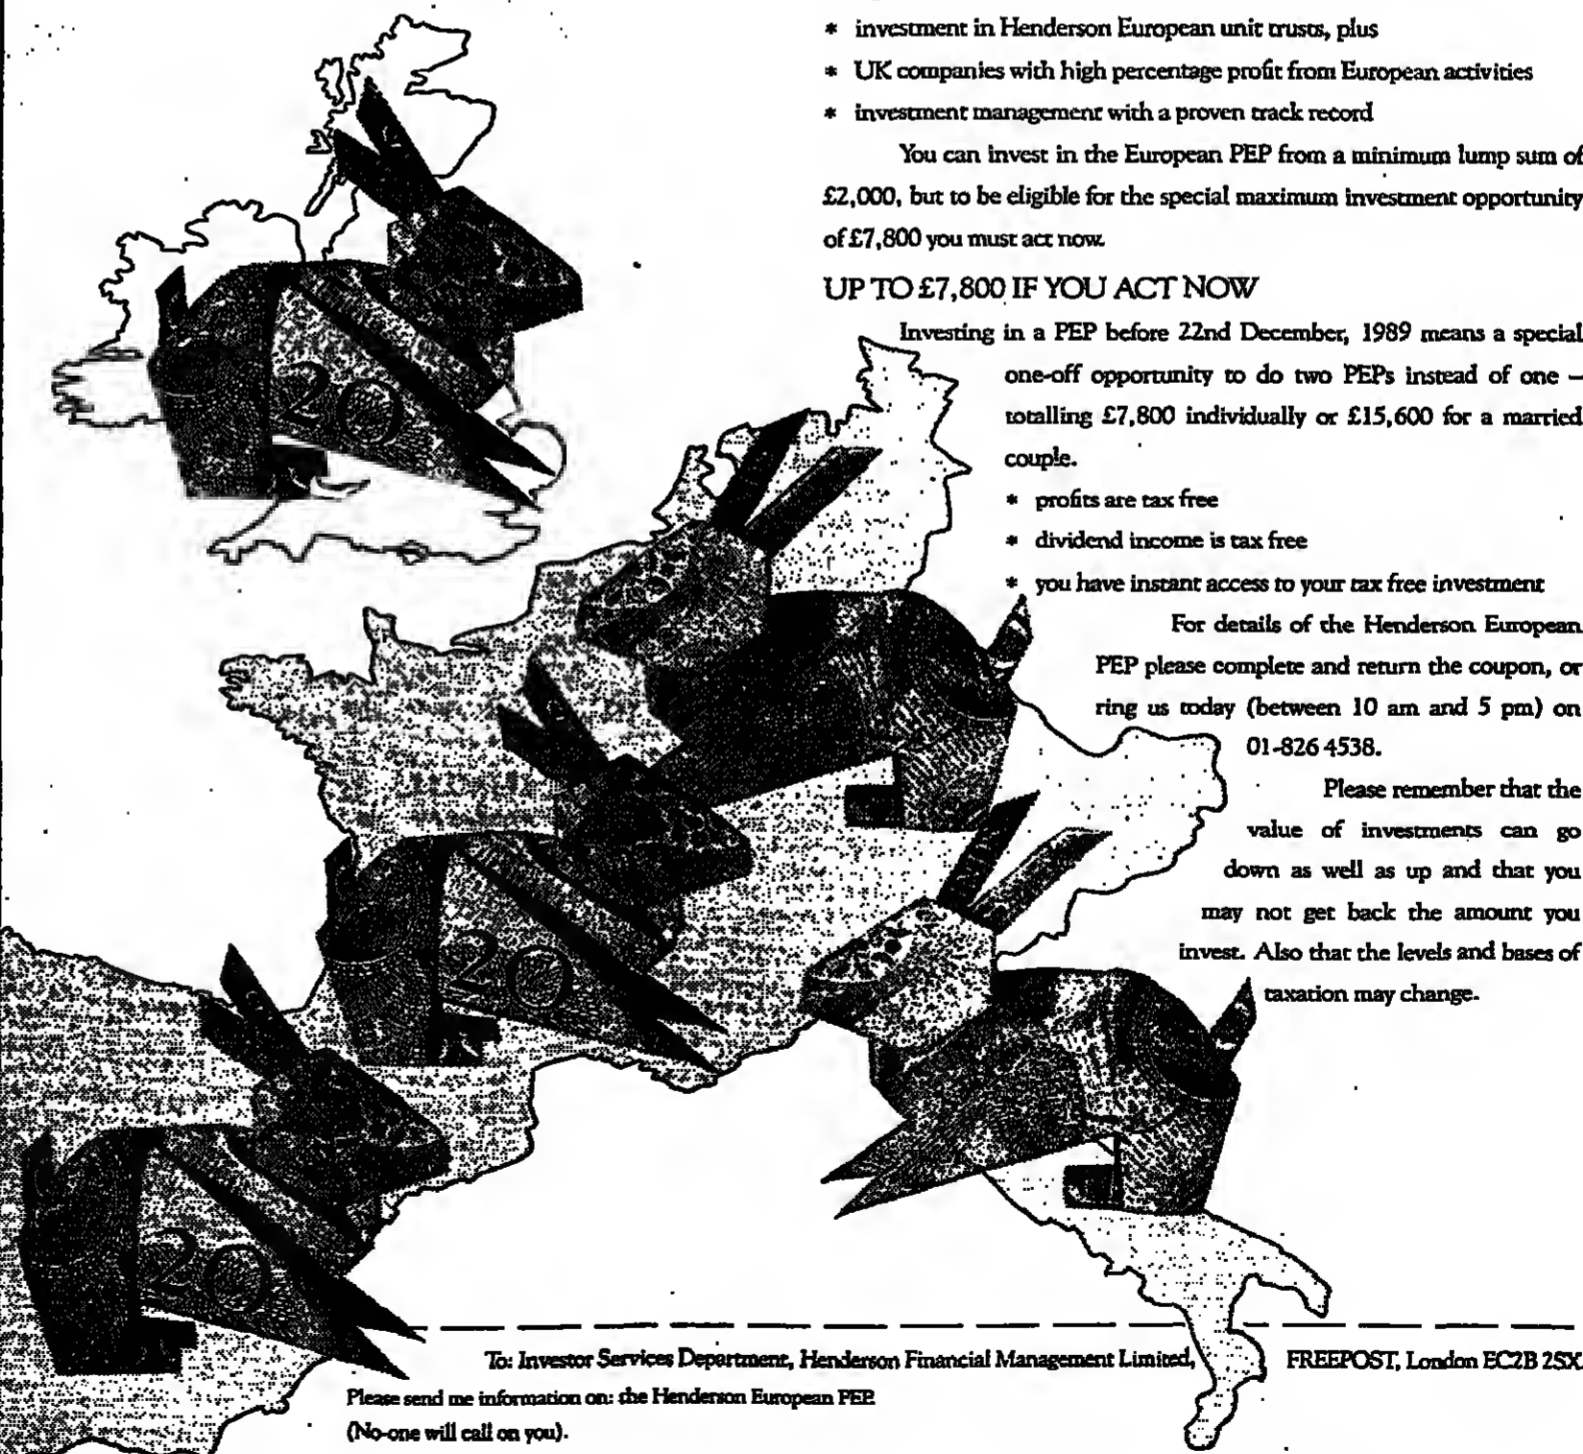 * investment in Henderson European unit trusts, plus
* UK companies with high percentage profit from European activities
* investment management with a proven track record
You can invest in the European PEP from a minimum lump sum of
£2,000, but to be eligible for the special maximum investment opportunity
of £7,800 you must act now.
UP TO £7,800 IF YOU ACT NOW
Investing in a PEP before 22nd December, 1989 means a special
one-off opportunity to do two PEPs instead of one –
totalling £7,800 individually or £15,600 for a married
couple.
* profits are tax free
* dividend income is tax free
* you have instant access to your tax free investment
For details of the Henderson European
PEP please complete and return the coupon, or
ring us today (between 10 am and 5 pm) on
01-826 4538.
Please remember that the
value of investments can go
down as well as up and that you
may not get back the amount you
invest. Also that the levels and bases of
taxation may change.
20
20
20
To: Investor Services Department, Henderson Financial Management Limited, FREEPOST, London EC2B 2SX.
Please send me information on: the Henderson European PEP.
(No-one will call on you).